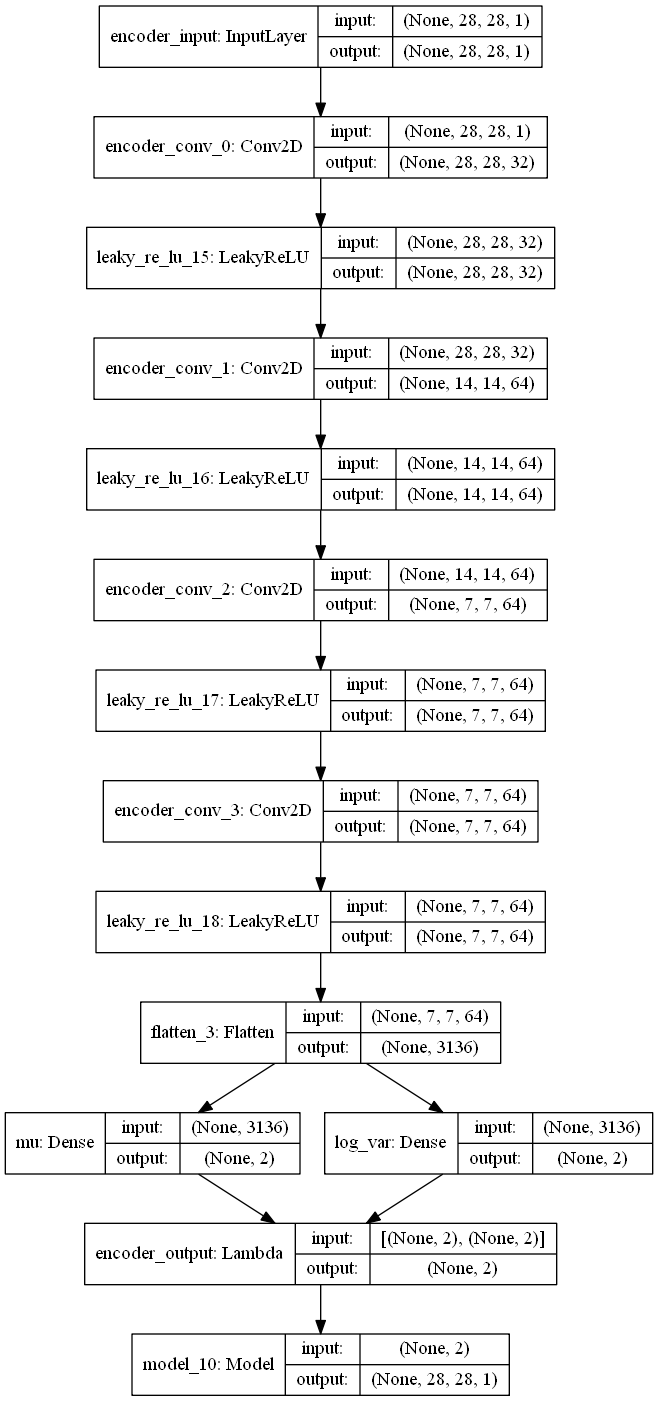 encoder_input: InputLayer
input: (None, 28, 28, 1)
output: (None, 28, 28, 1)
encoder_conv_0: Conv2D
input: (None, 28, 28, 1)
output: (None, 28, 28, 32)
leaky_re_lu_15: LeakyReLU
input: (None, 28, 28, 32)
output: (None, 28, 28, 32)
encoder_conv_1: Conv2D
input: (None, 28, 28, 32)
output: (None, 14, 14, 64)
leaky_re_lu_16: LeakyReLU
input: (None, 14, 14, 64)
output: (None, 14, 14, 64)
encoder_conv_2: Conv2D
input: (None, 14, 14, 64)
output: (None, 7, 7, 64)
leaky_re_lu_17: LeakyReLU
input: (None, 7, 7, 64)
output: (None, 7, 7, 64)
encoder_conv_3: Conv2D
input: (None, 7, 7, 64)
output: (None, 7, 7, 64)
leaky_re_lu_18: LeakyReLU
input: (None, 7, 7, 64)
output: (None, 7, 7, 64)
flatten_3: Flatten
input: (None, 7, 7, 64)
output: (None, 3136)
mu: Dense
input: (None, 3136)
output: (None, 2)
log_var: Dense
input: (None, 3136)
output: (None, 2)
encoder_output: Lambda
input: [(None, 2), (None, 2)]
output: (None, 2)
model_10: Model
input: (None, 2)
output: (None, 28, 28, 1)